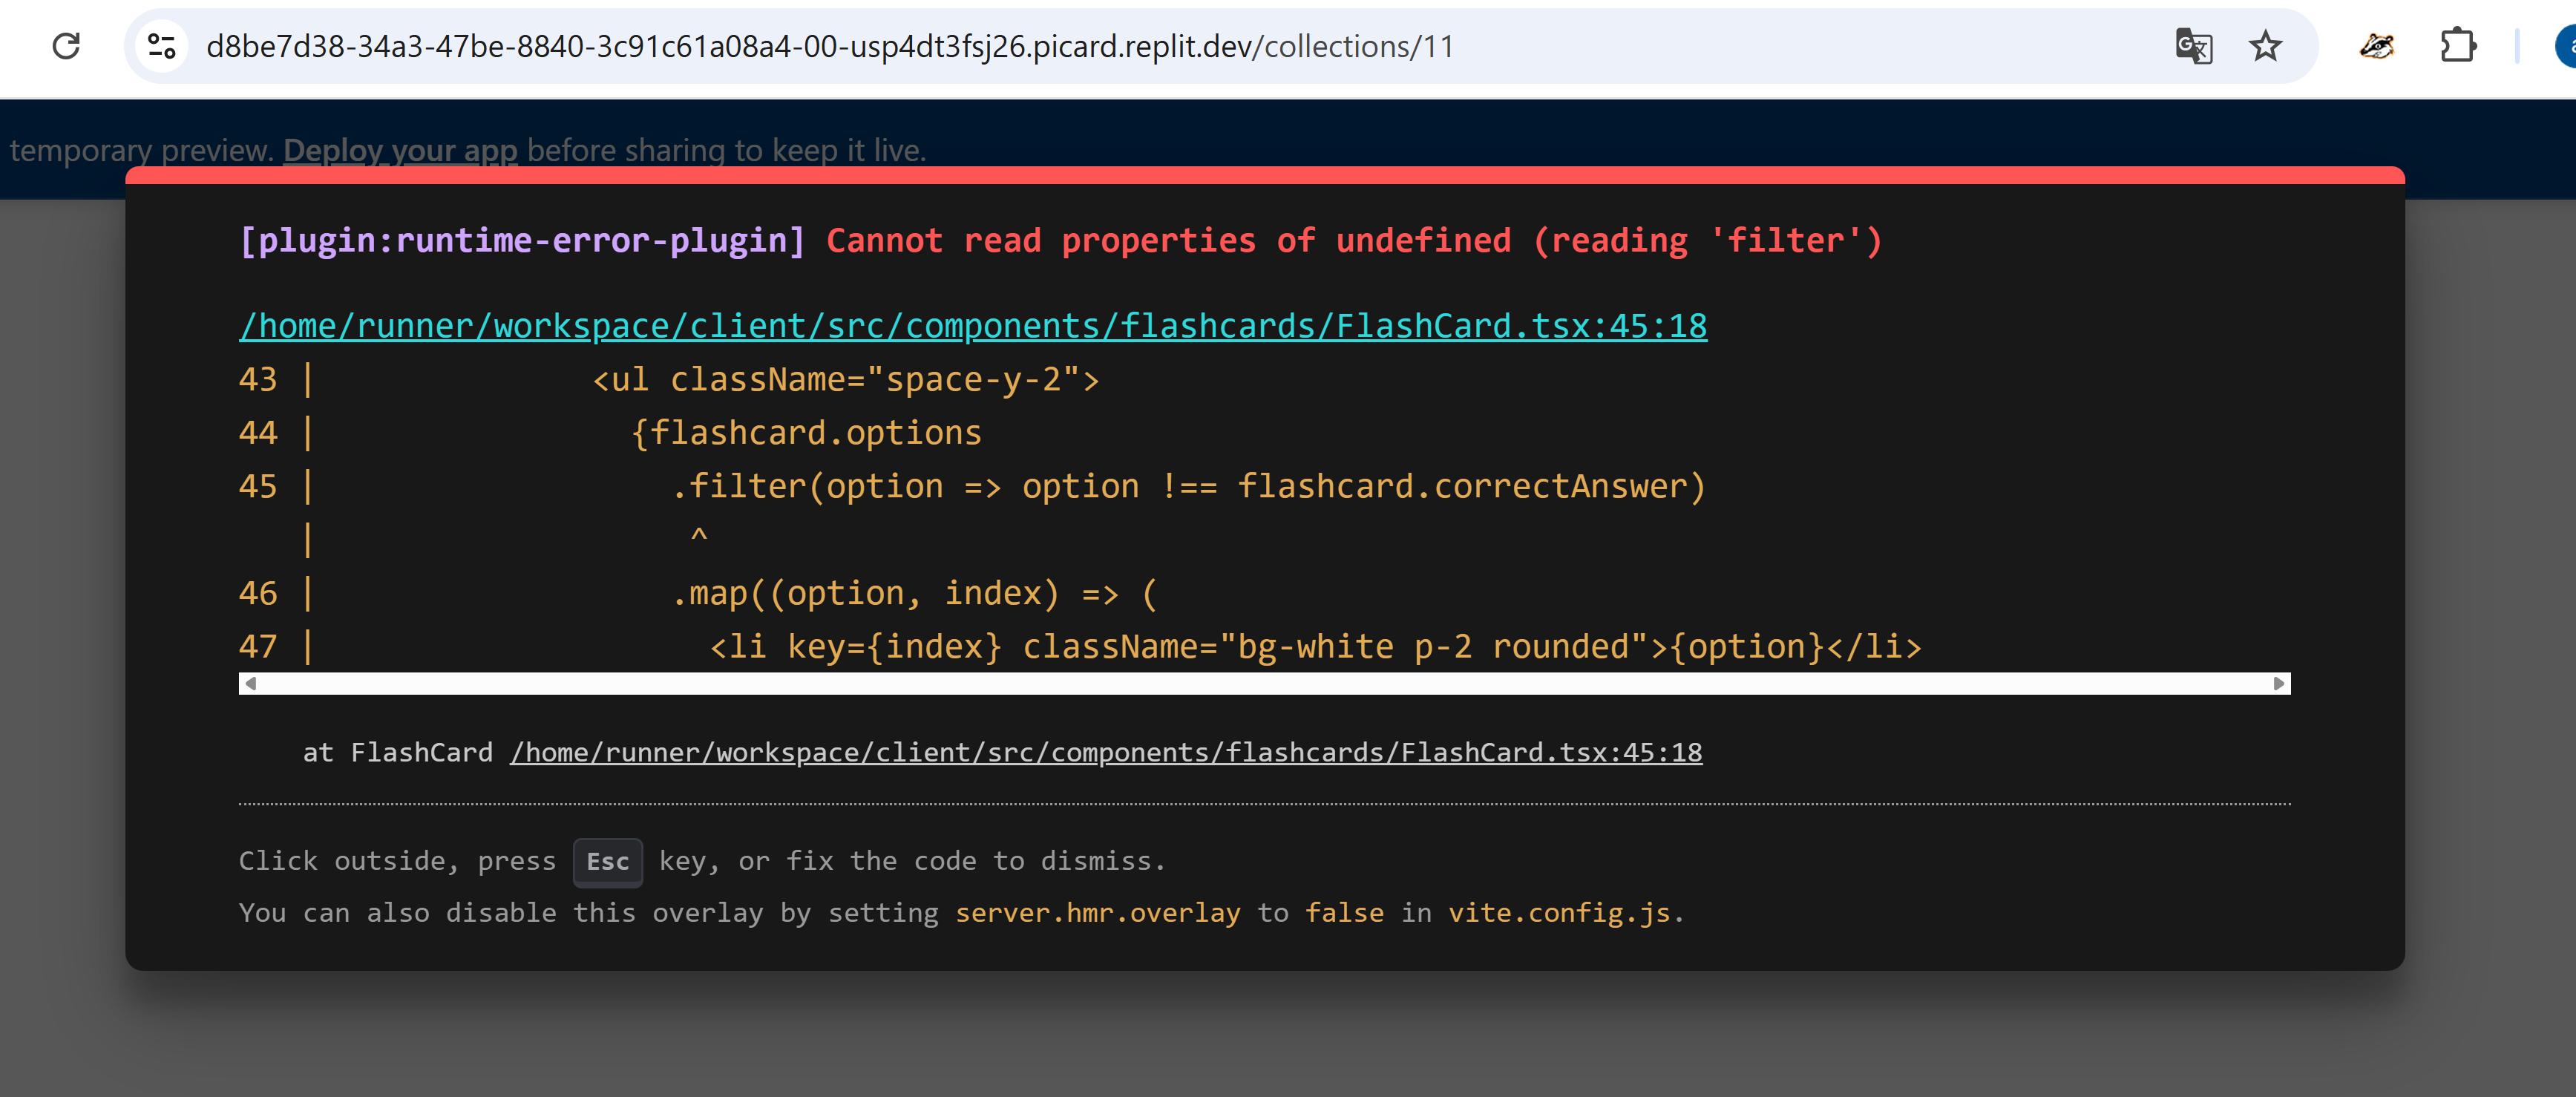 d8be7d38-34a3-47be-8840-3c91c61a08a4-00-usp4dt3fsj26.picard.replit.dev/collections/11
temporary preview. Deploy your app before sharing to keep it live.
[plugin:runtime-error-plugin] Cannot read properties of undefined (reading 'filter')
/home/runner/workspace/client/src/components/flashcards/FlashCard.tsx:45:18
43 |               <ul className="space-y-2">
44 |                 {flashcard.options
45 |                   .filter(option => option !== flashcard.correctAnswer)
   |                    ^
46 |                   .map((option, index) => (
47 |                     <li key={index} className="bg-white p-2 rounded">{option}</li>
at FlashCard /home/runner/workspace/client/src/components/flashcards/FlashCard.tsx:45:18
Click outside, press Esc key, or fix the code to dismiss.
You can also disable this overlay by setting server.hmr.overlay to false in vite.config.js.